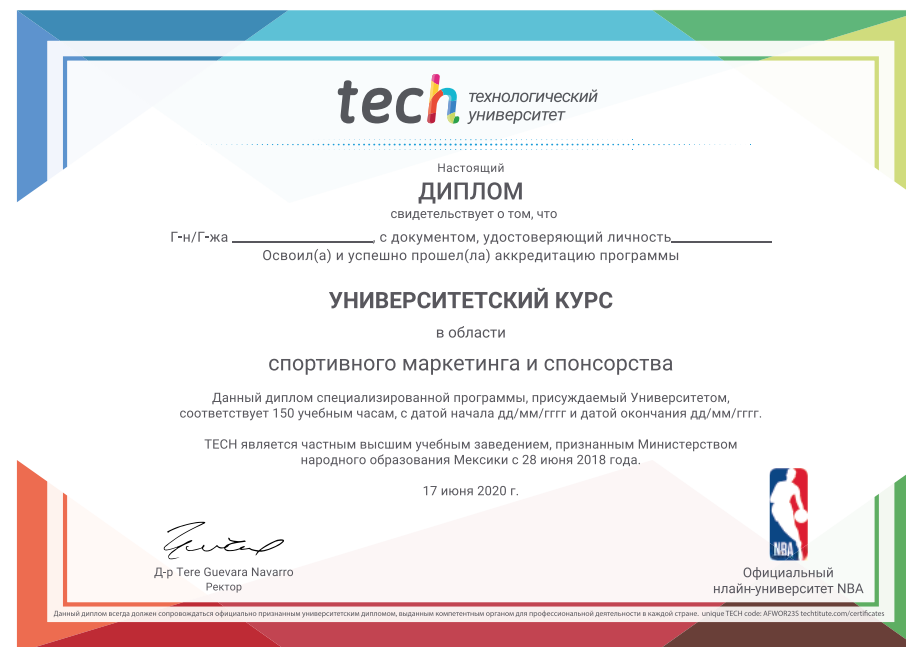 tech технологический
университет
Настоящий
ДИПЛОМ
свидетельствует о том, что
Г-н/Г-жа ____________________, с документом, удостоверяющий личность______________
Освоил(а) и успешно прошел(ла) аккредитацию программы
УНИВЕРСИТЕТСКИЙ КУРС
в области
спортивного маркетинга и спонсорства
Данный диплом специализированной программы, присуждаемый Университетом,
соответствует 150 учебным часам, с датой начала дд/мм/гггг и датой окончания дд/мм/гггг.
TECH является частным высшим учебным заведением, признанным Министерством
народного образования Мексики с 28 июня 2018 года.
17 июня 2020 г.
Д-р Tere Guevara Navarro
Ректор
NBA
Официальный
нлайн-университет NBA
Данный диплом всегда должен сопровождаться официально признанным университетским дипломом, выданным компетентным органом для профессиональной деятельности в каждой стране. unique TECH code: AFWOR23S techtitute.com/certificates